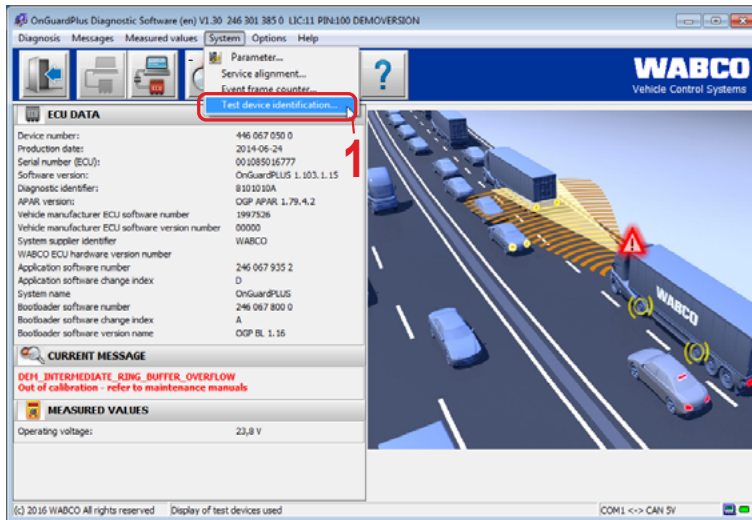 OnGuardPlus Diagnostic Software (en) V1.30 246 301 385 0 LIC:11 PIN:100 DEMOVERSION
Diagnosis Messages Measured values System Options Help
Parameter...
Service alignment...
Event frame counter...
Test device identification...
?
WABCO
Vehicle Control Systems
1
ECU DATA
Device number: 446 067 050 0
Production date: 2014-06-24
Serial number (ECU): 001085016777
Software version: OnGuardPLUS 1.103.1.15
Diagnostic identifier: 8101010A
APAR version: OGP APAR 1.79.4.2
Vehicle manufacturer ECU software number 1997526
Vehicle manufacturer ECU software version number 00000
System supplier identifier WABCO
WABCO ECU hardware version number
Application software number 246 067 935 2
Application software change index D
System name OnGuardPLUS
Bootloader software number 246 067 800 0
Bootloader software change index A
Bootloader software version name OGP BL 1.16
WABCO
CURRENT MESSAGE
DEM_INTERMEDIATE_RING_BUFFER_OVERFLOW
Out of calibration - refer to maintenance manuals
MEASURED VALUES
Operating voltage: 23,8 V
(c) 2016 WABCO All rights reserved Display of test devices used COM1 <-> CAN 5V